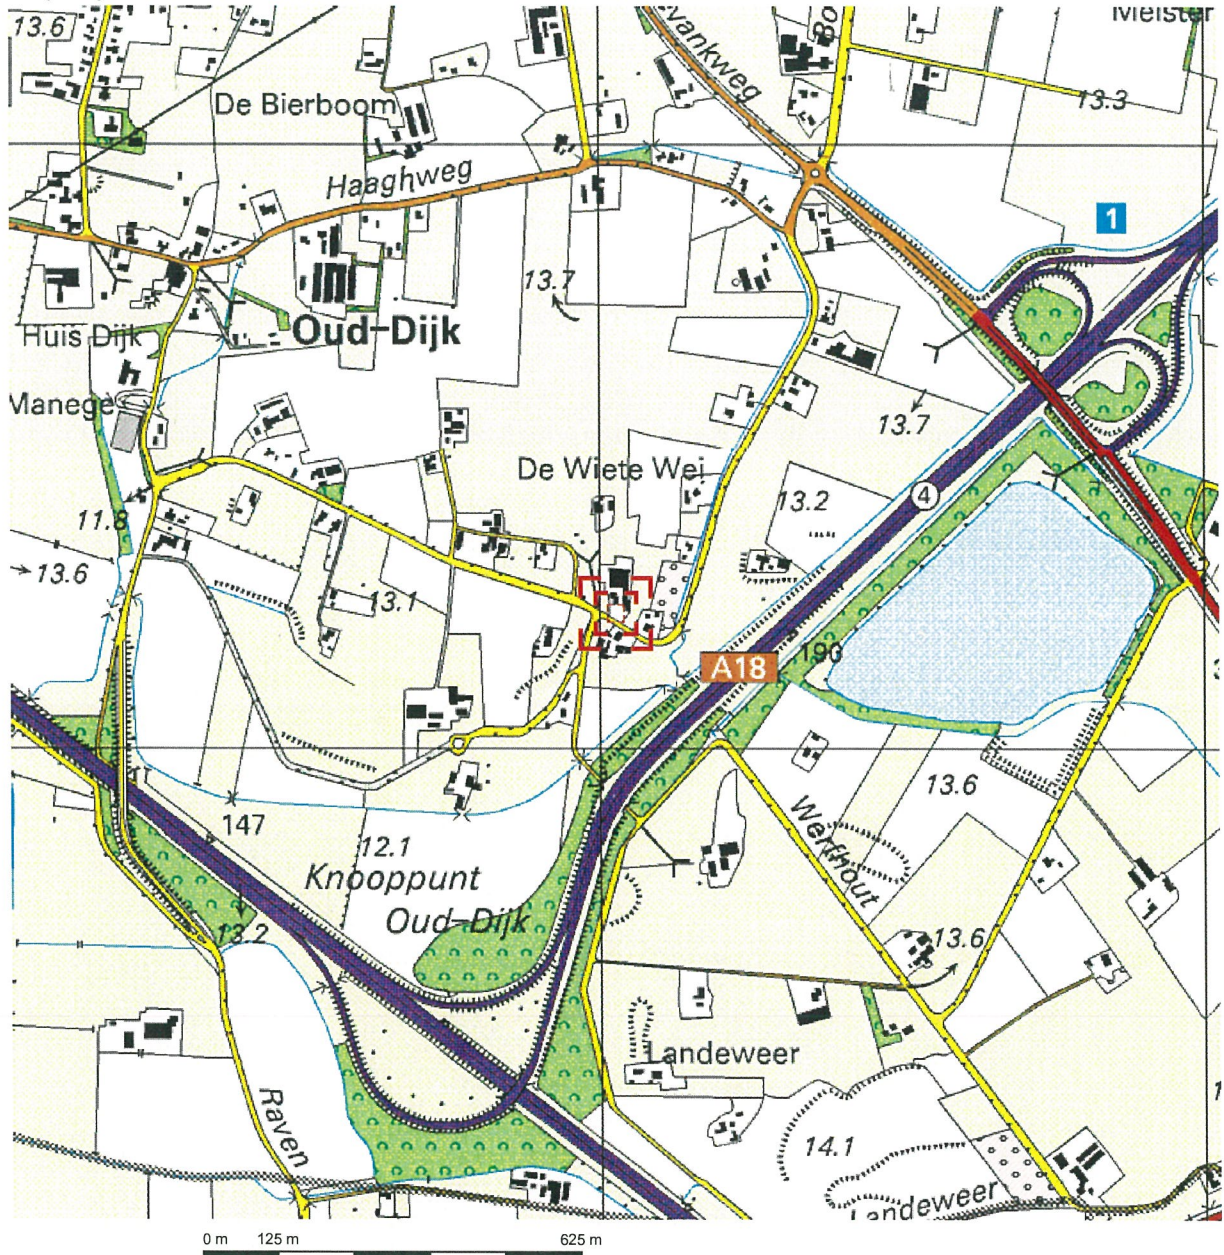 13.6
Meister
vankweg
Bo
De Bierboom
13.3
Haaghweg
1
13.7
Oud-Dijk
Huis Dijk
Manege
13.7
De Wiete Wei
13.2
4
11.8
13.6
13.1
190
A18
13.6
147
12.1
Werfhout
Knooppunt
Oud-Dijk
13.2
13.6
Landeweer
Raven
14.1
Landeweer
0 m 125 m 625 m